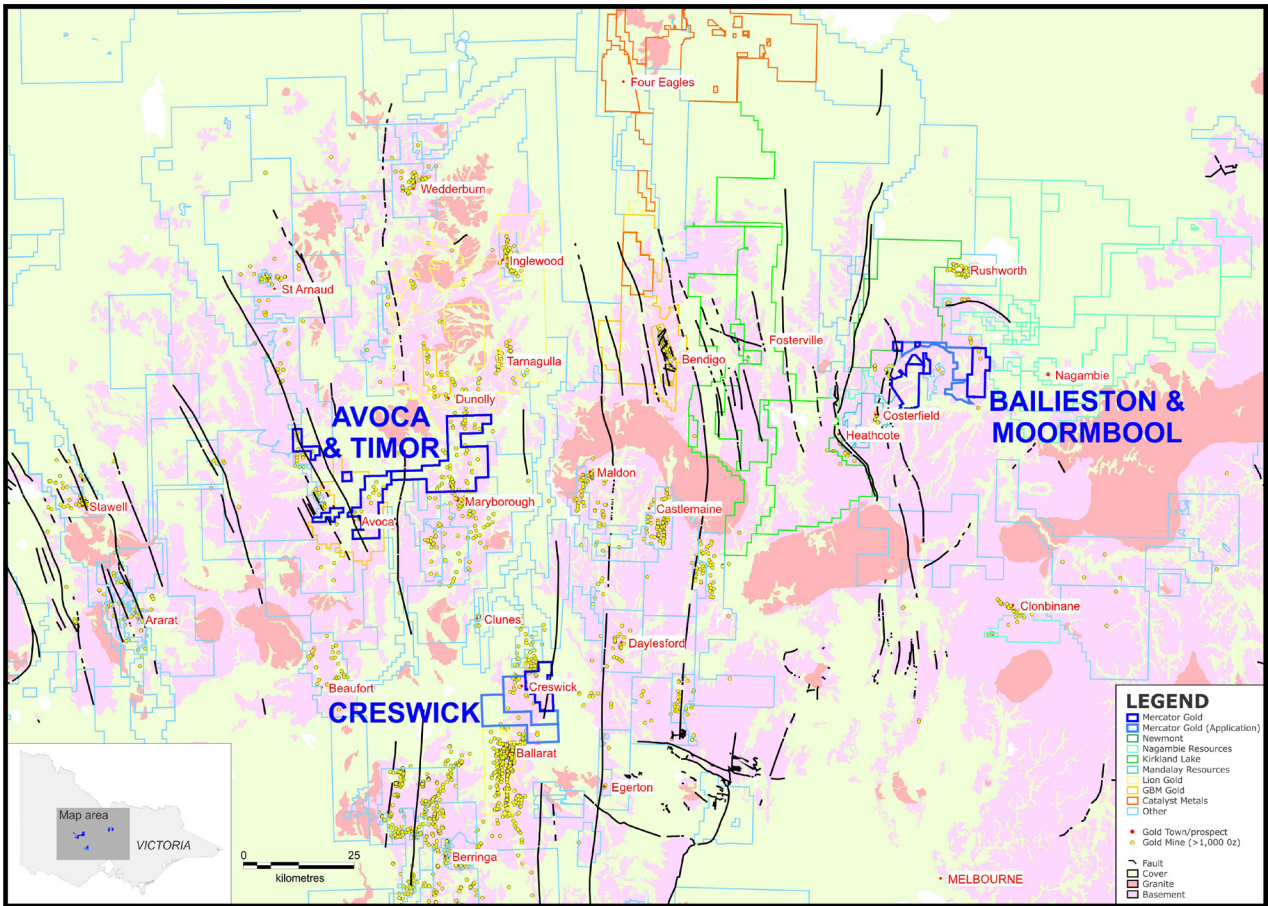 Four Eagles
Wedderburn
Inglewood
Rushworth
St Arnaud
Fosterville
Bendigo
Tarnagulla
Nagambie
Dunolly
AVOCA
& TIMOR
BAILIESTON &
MOORMBOOL
Costerfield
Heathcote
Maldon
Stawell
Maryborough
Castlemaine
Avoca
Clonbinane
Ararat
Clunes
Daylesford
Beaufort
Creswick
CRESWICK
Ballarat
Egerton
Berringa
MELBOURNE
LEGEND
Mercator Gold
Mercator Gold (Application)
Newmont
Nagambie Resources
Kirkland Lake
Mandalay Resources
Lion Gold
GBM Gold
Catalyst Metals
Other
Gold Town/prospect
Gold Mine (>1,000 0z)
Fault
Cover
Granite
Basement
Map area
VICTORIA
0 25
kilometres